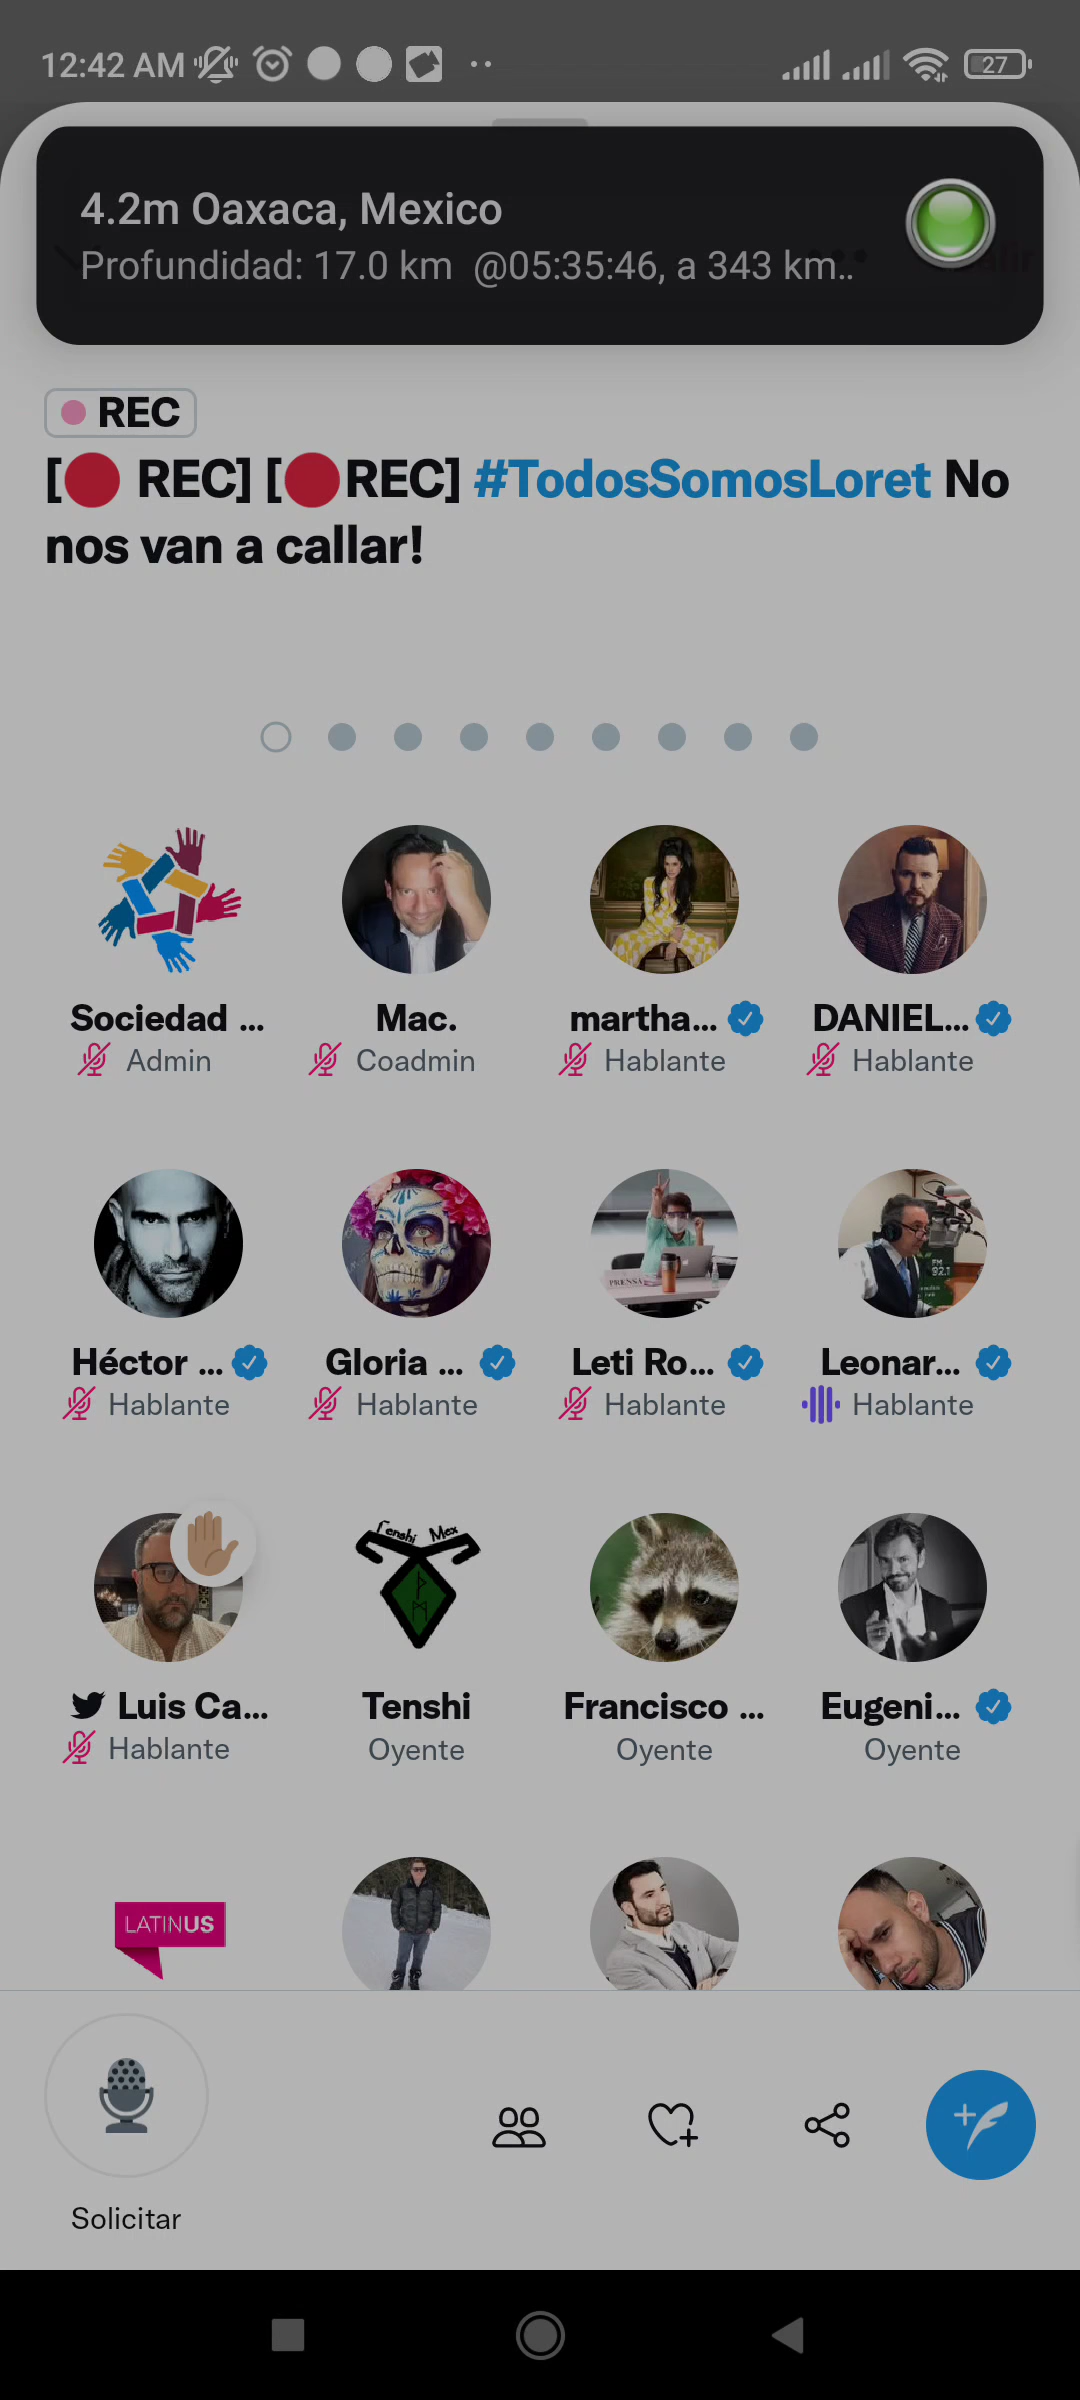 12:42 AM
27
4.2m Oaxaca, Mexico
Profundidad: 17.0 km @05:35:46, a 343 km..
REC
[🔴 REC] [🔴REC] #TodosSomosLoret No
nos van a callar!
Sociedad ...
Mac.
martha...
DANIEL...
Admin
Coadmin
Hablante
Hablante
Héctor ...
Gloria ...
Leti Ro...
Leonar...
Hablante
Hablante
Hablante
Hablante
Tenshi Mex
Luis Ca...
Tenshi
Francisco ...
Eugeni...
Hablante
Oyente
Oyente
Oyente
LATINUS
Solicitar